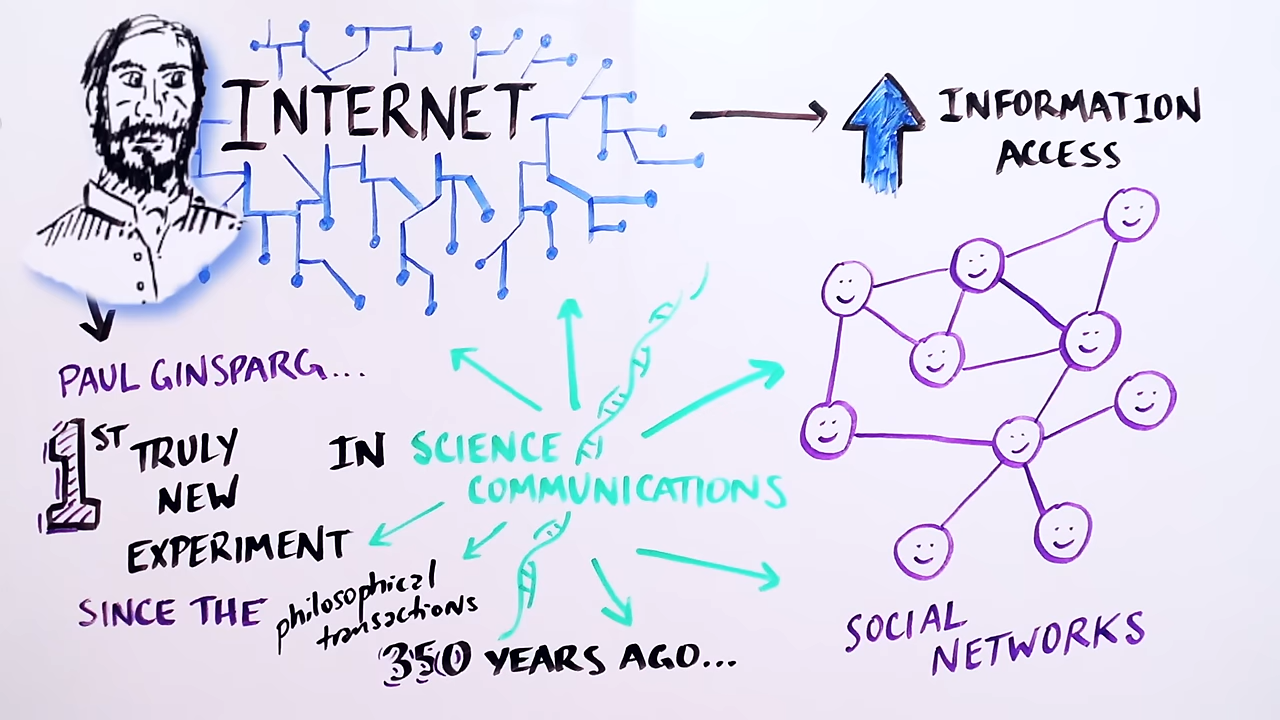 INTERNET
INFORMATION
ACCESS
PAUL GINSPARG...
1ST TRULY
NEW
EXPERIMENT
IN SCIENCE
COMMUNICATIONS
SINCE THE philosophical
transactions
350 YEARS AGO...
SOCIAL
NETWORKS